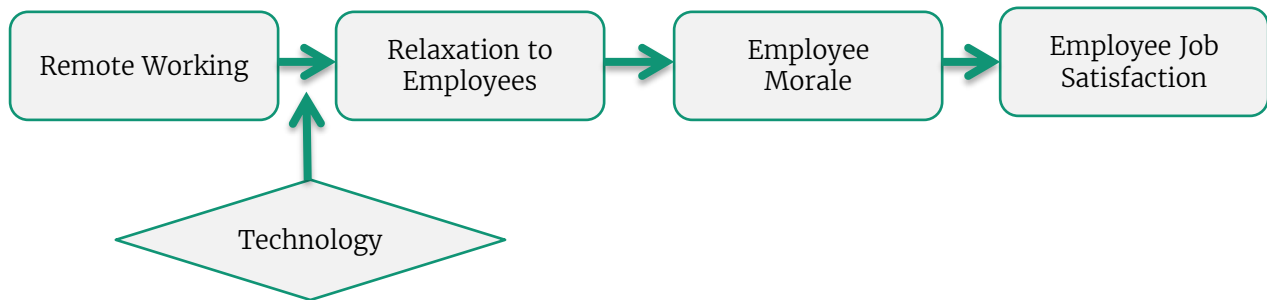 Remote Working
Relaxation to
Employees
Employee
Morale
Employee Job
Satisfaction
Technology